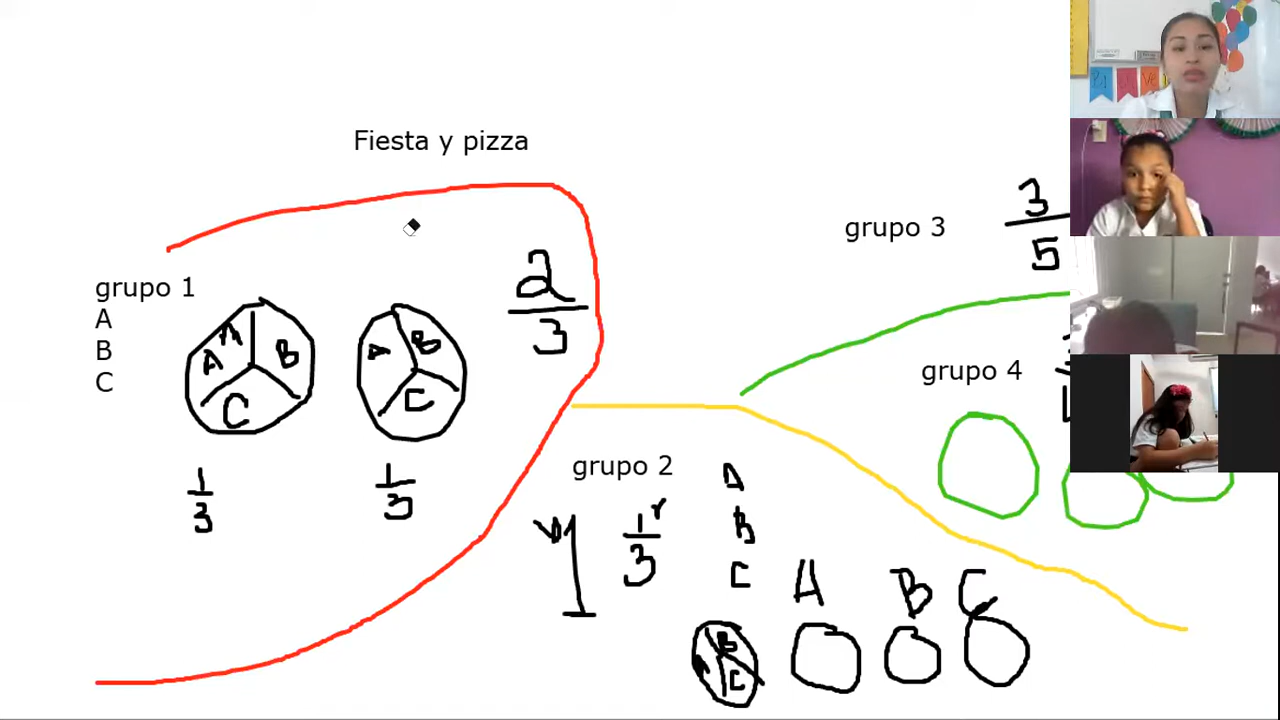 Fiesta y pizza
grupo 1
A
B
C
A B C
A B C
2/3
1/3
1/3
grupo 2
1 1/3
A
B
C
A B C
B
C
grupo 3
3/5
grupo 4